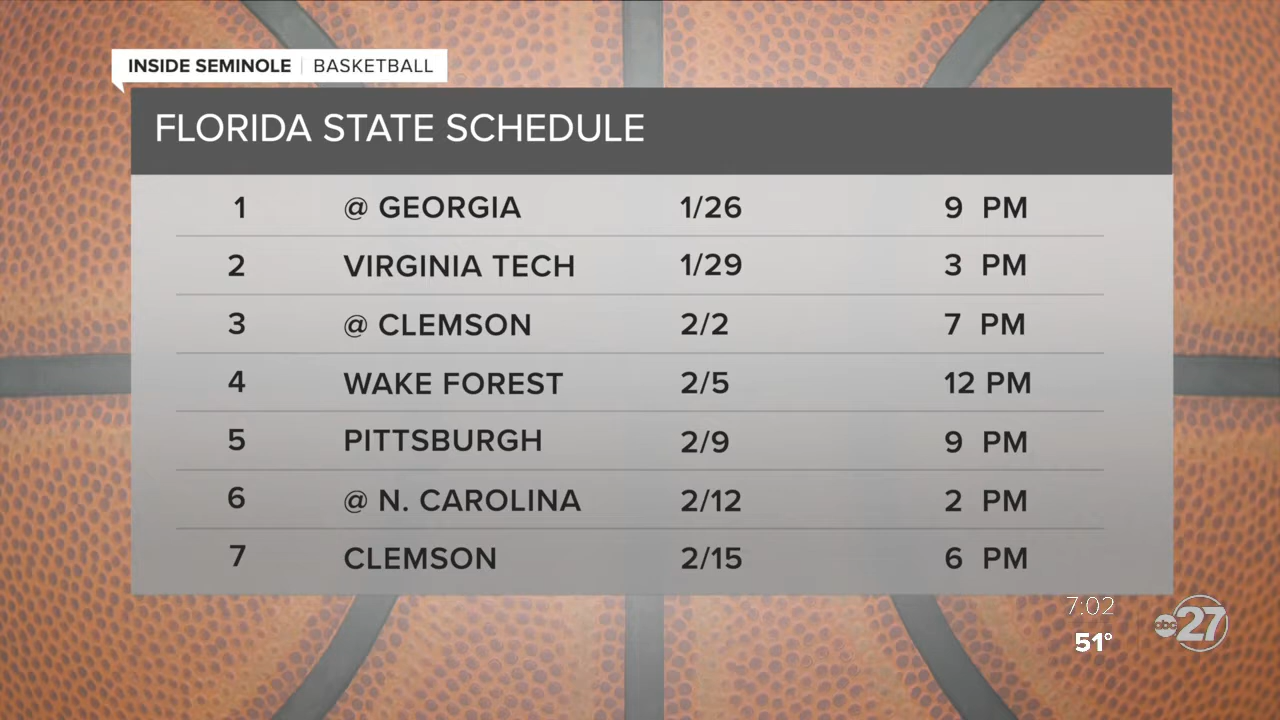 INSIDE SEMINOLE | BASKETBALL
FLORIDA STATE SCHEDULE
1 @ GEORGIA 1/26 9 PM
2 VIRGINIA TECH 1/29 3 PM
3 @ CLEMSON 2/2 7 PM
4 WAKE FOREST 2/5 12 PM
5 PITTSBURGH 2/9 9 PM
6 @ N. CAROLINA 2/12 2 PM
7 CLEMSON 2/15 6 PM
7:02
51°
abc 27